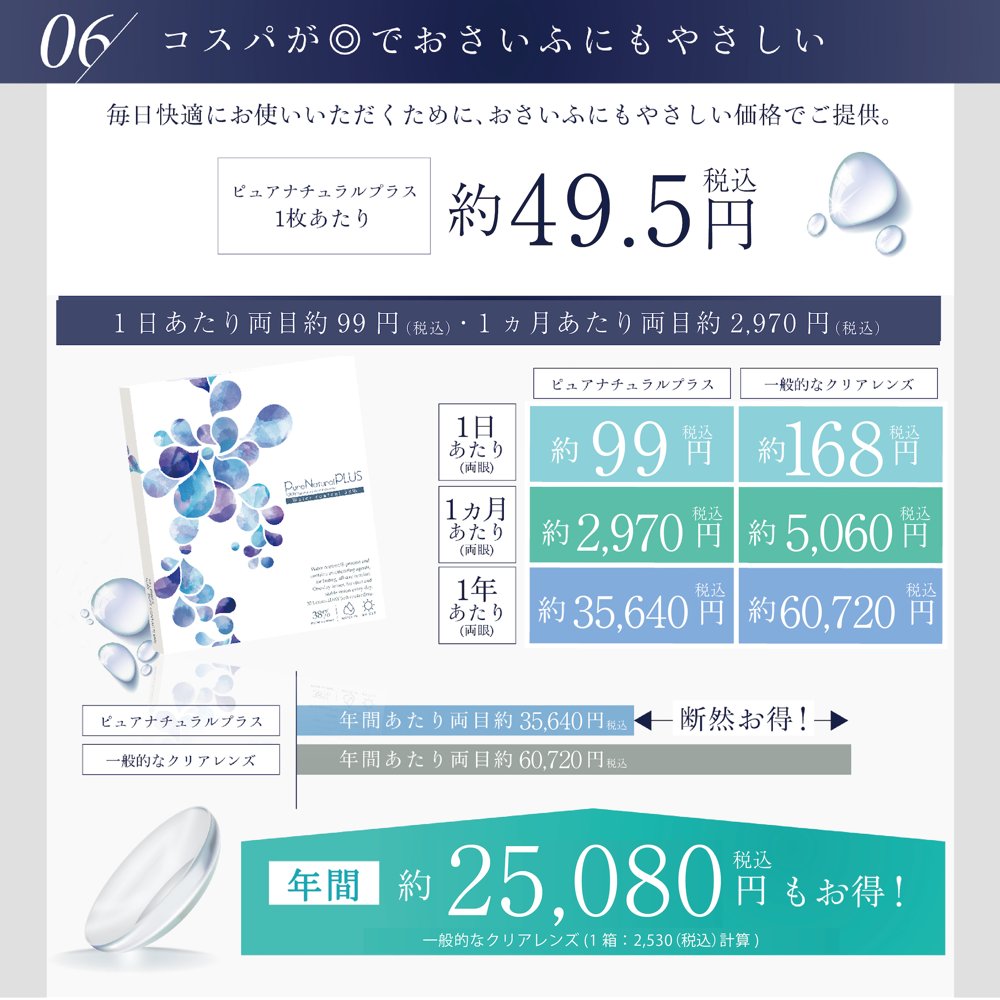 06 コスパが◎でおさいふにもやさしい
毎日快適にお使いいただくために、おさいふにもやさしい価格でご提供。
ピュアナチュラルプラス
1枚あたり
約49.5円 税込
1日あたり両目約99円(税込)・1ヵ月あたり両目約2,970円(税込)
PureNaturalPLUS
38%
ピュアナチュラルプラス 一般的なクリアレンズ
1日あたり(両眼) 約99円 税込 約168円 税込
1カ月あたり(両眼) 約2,970円 税込 約5,060円 税込
1年あたり(両眼) 約35,640円 税込 約60,720円 税込
ピュアナチュラルプラス 年間あたり両目約35,640円税込 断然お得!
一般的なクリアレンズ 年間あたり両目約60,720円税込
年間 約25,080円 税込 もお得!
一般的なクリアレンズ(1箱:2,530(税込)計算)